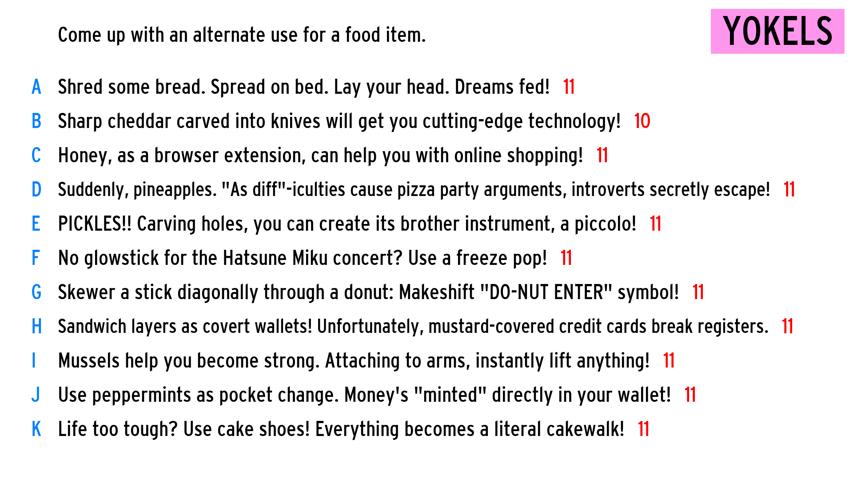 Come up with an alternate use for a food item.
YOKELS
A Shred some bread. Spread on bed. Lay your head. Dreams fed! 11
B Sharp cheddar carved into knives will get you cutting-edge technology! 10
C Honey, as a browser extension, can help you with online shopping! 11
D Suddenly, pineapples. "As diff"-iculties cause pizza party arguments, introverts secretly escape! 11
E PICKLES!! Carving holes, you can create its brother instrument, a piccolo! 11
F No glowstick for the Hatsune Miku concert? Use a freeze pop! 11
G Skewer a stick diagonally through a donut: Makeshift "DO-NUT ENTER" symbol! 11
H Sandwich layers as covert wallets! Unfortunately, mustard-covered credit cards break registers. 11
I Mussels help you become strong. Attaching to arms, instantly lift anything! 11
J Use peppermints as pocket change. Money's "minted" directly in your wallet! 11
K Life too tough? Use cake shoes! Everything becomes a literal cakewalk! 11